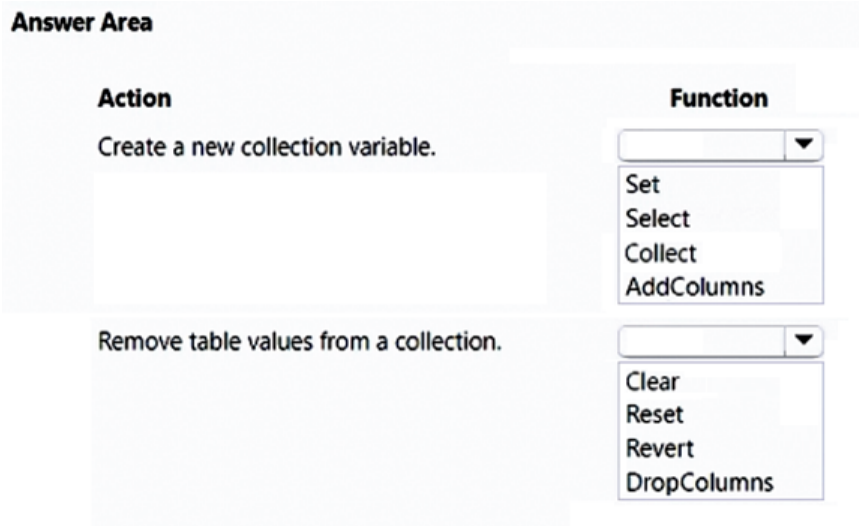 Answer Area
Action Function
Create a new collection variable.
Set
Select
Collect
AddColumns
Remove table values from a collection.
Clear
Reset
Revert
DropColumns